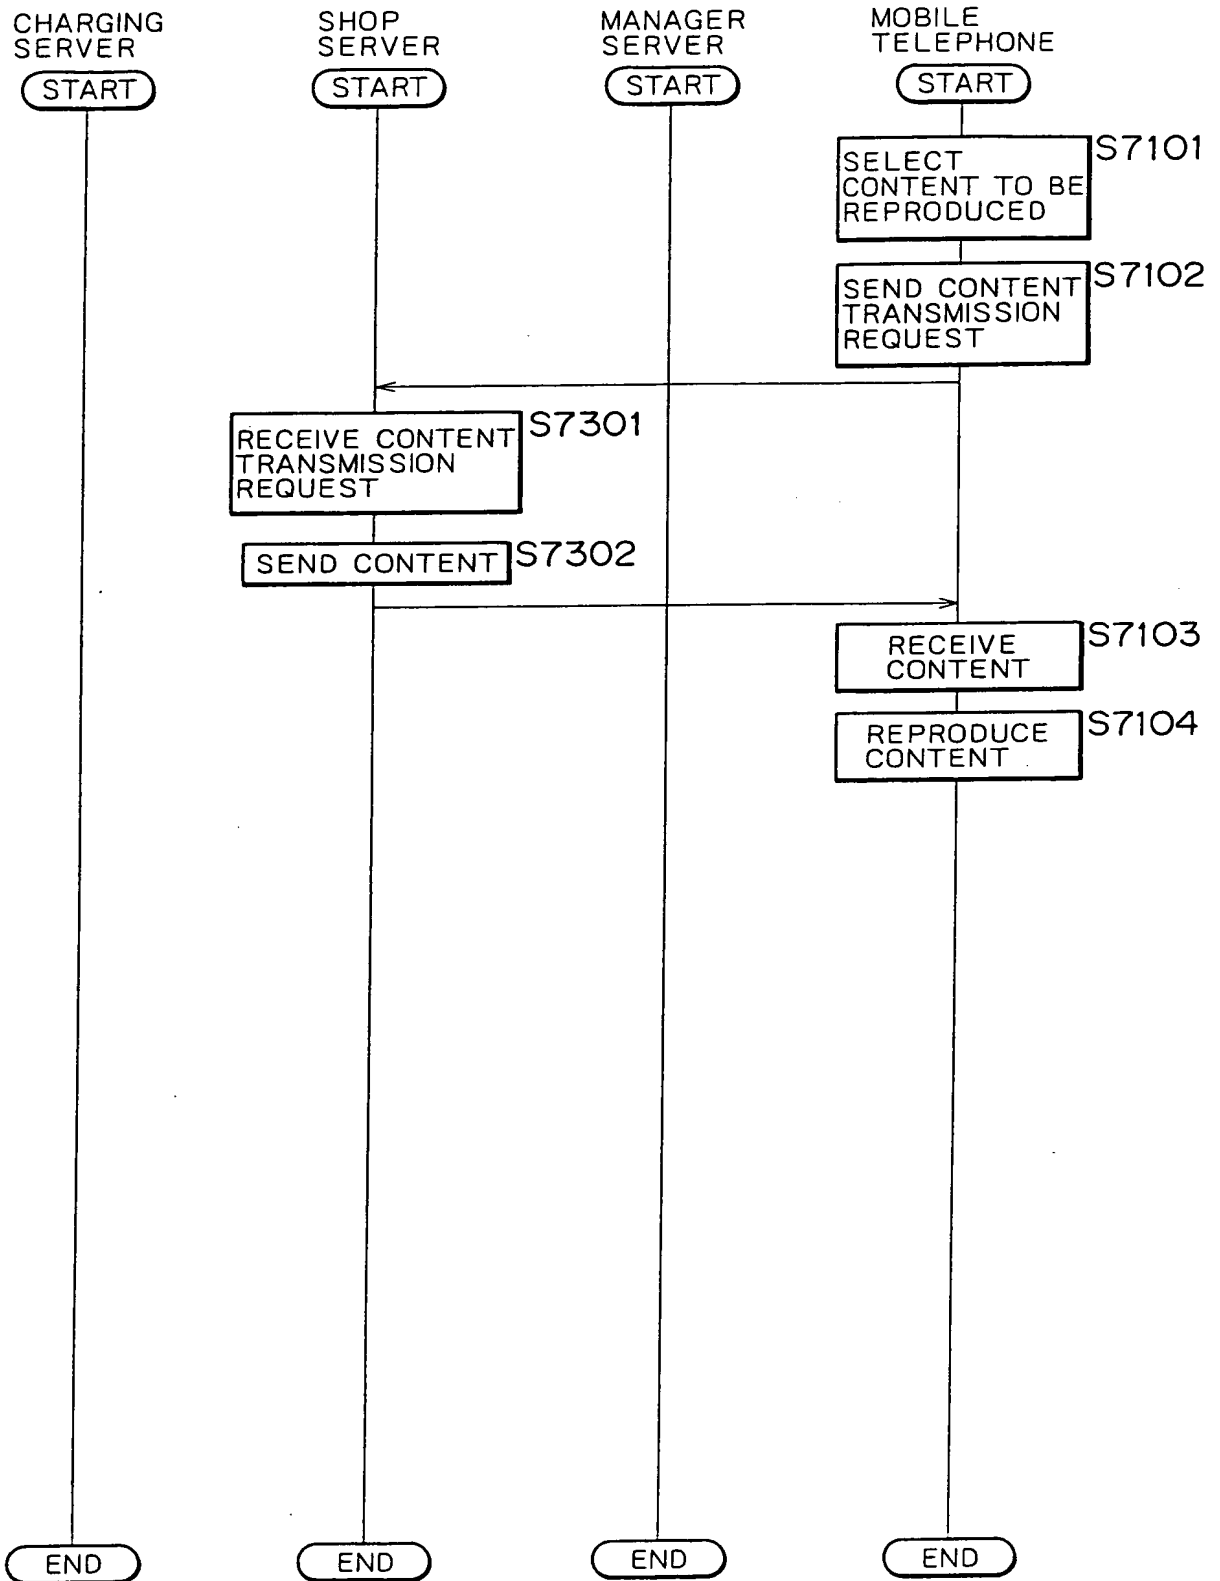 CHARGING
SERVER
SHOP
SERVER
MANAGER
SERVER
MOBILE
TELEPHONE
START
START
START
START
SELECT
CONTENT TO BE
REPRODUCED
S7101
SEND CONTENT
TRANSMISSION
REQUEST
S7102
RECEIVE CONTENT
TRANSMISSION
REQUEST
S7301
SEND CONTENT
S7302
RECEIVE
CONTENT
S7103
REPRODUCE
CONTENT
S7104
END
END
END
END